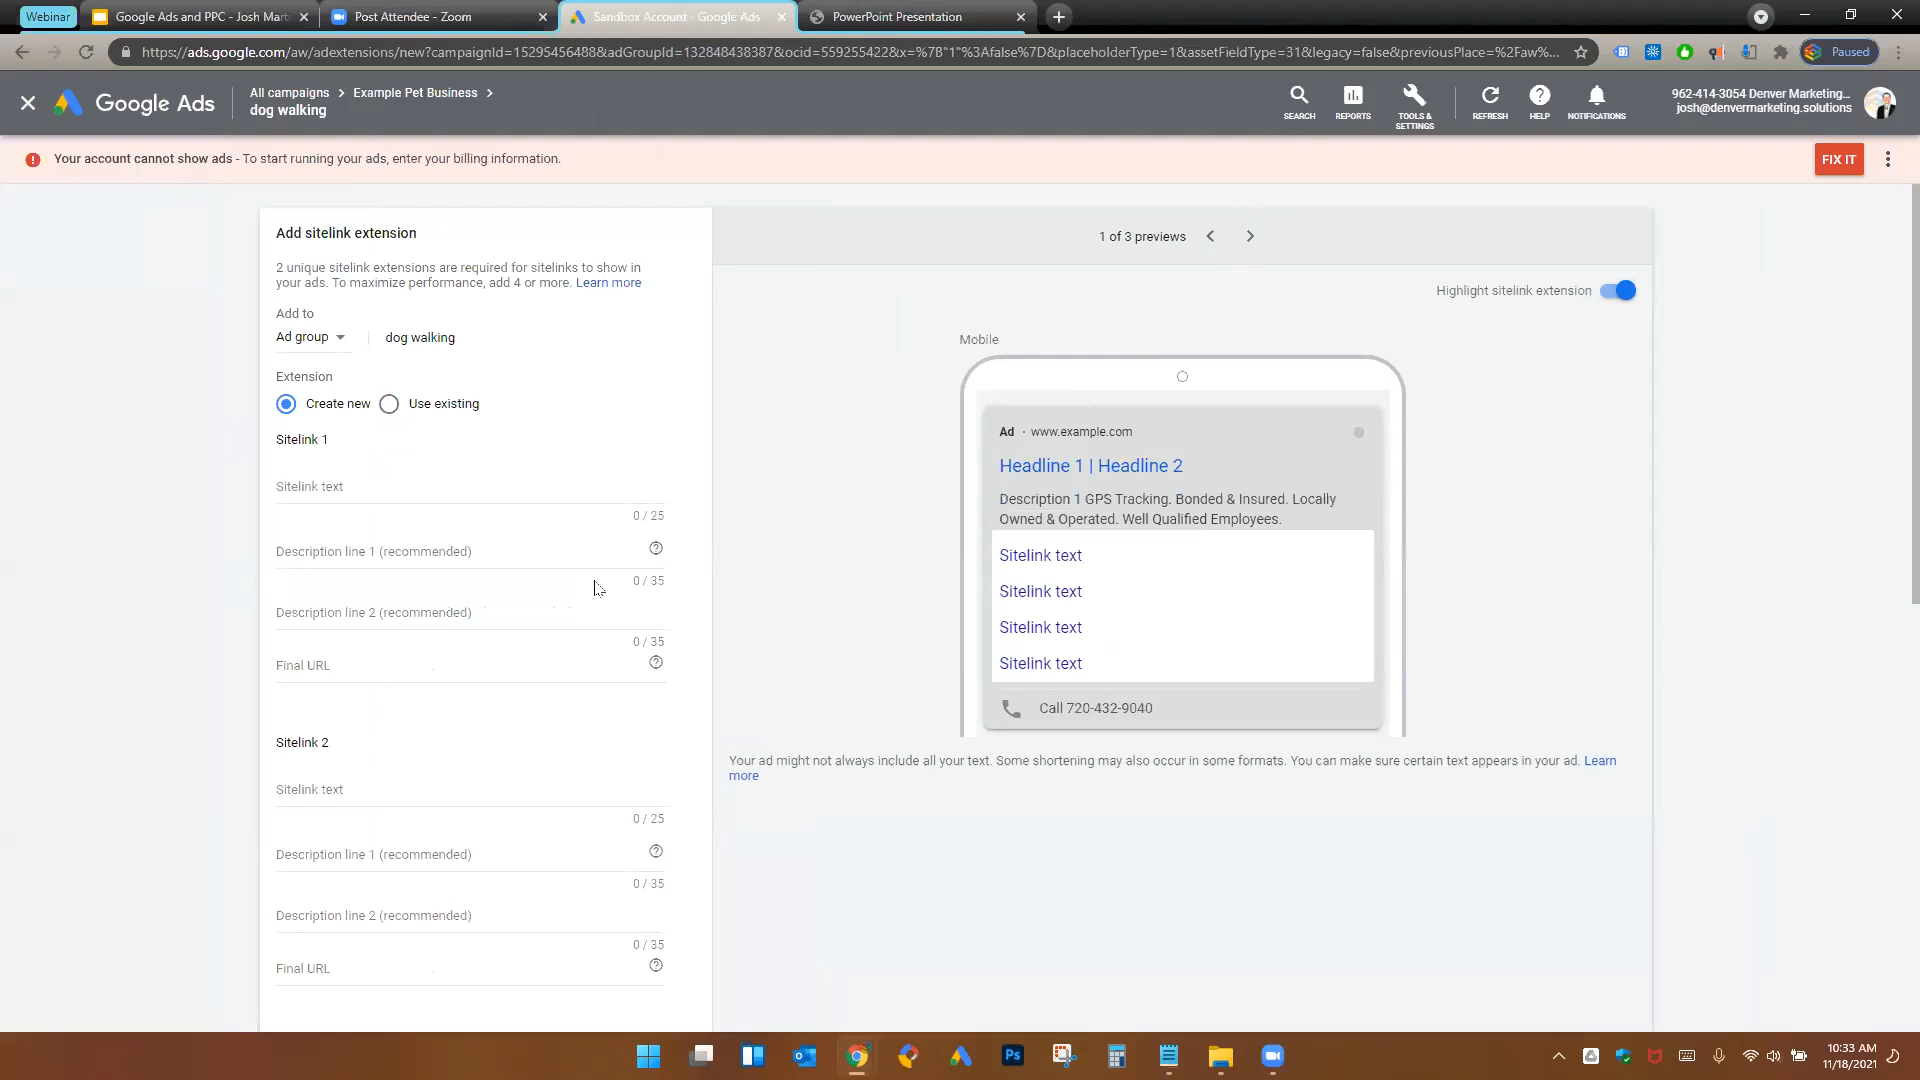 Webinar
Google Ads and PPC - Josh Mart
Post Attendee - Zoom
Sandbox Account - Google Ads
PowerPoint Presentation
https://ads.google.com/aw/adextensions/new?campaignId=15295456488&adGroupId=132848438387&ocid=559255422&x=%7B"1"%3Afalse%7D&placeholderType=1&assetFieldType=31&legacy=false&previousPlace=%2Faw%...
Paused
Google Ads
All campaigns > Example Pet Business >
dog walking
SEARCH
REPORTS
TOOLS & SETTINGS
REFRESH
HELP
NOTIFICATIONS
962-414-3054 Denver Marketing...
josh@denvermarketing.solutions
Your account cannot show ads - To start running your ads, enter your billing information.
FIX IT
Add sitelink extension
2 unique sitelink extensions are required for sitelinks to show in
your ads. To maximize performance, add 4 or more. Learn more
Add to
Ad group
dog walking
Extension
Create new
Use existing
Sitelink 1
Sitelink text
0 / 25
Description line 1 (recommended)
0 / 35
Description line 2 (recommended)
0 / 35
Final URL
Sitelink 2
Sitelink text
0 / 25
Description line 1 (recommended)
0 / 35
Description line 2 (recommended)
0 / 35
Final URL
1 of 3 previews
Highlight sitelink extension
Mobile
Ad · www.example.com
Headline 1 | Headline 2
Description 1 GPS Tracking. Bonded & Insured. Locally
Owned & Operated. Well Qualified Employees.
Sitelink text
Sitelink text
Sitelink text
Sitelink text
Call 720-432-9040
Your ad might not always include all your text. Some shortening may also occur in some formats. You can make sure certain text appears in your ad. Learn
more
Ps
10:33 AM
11/18/2021